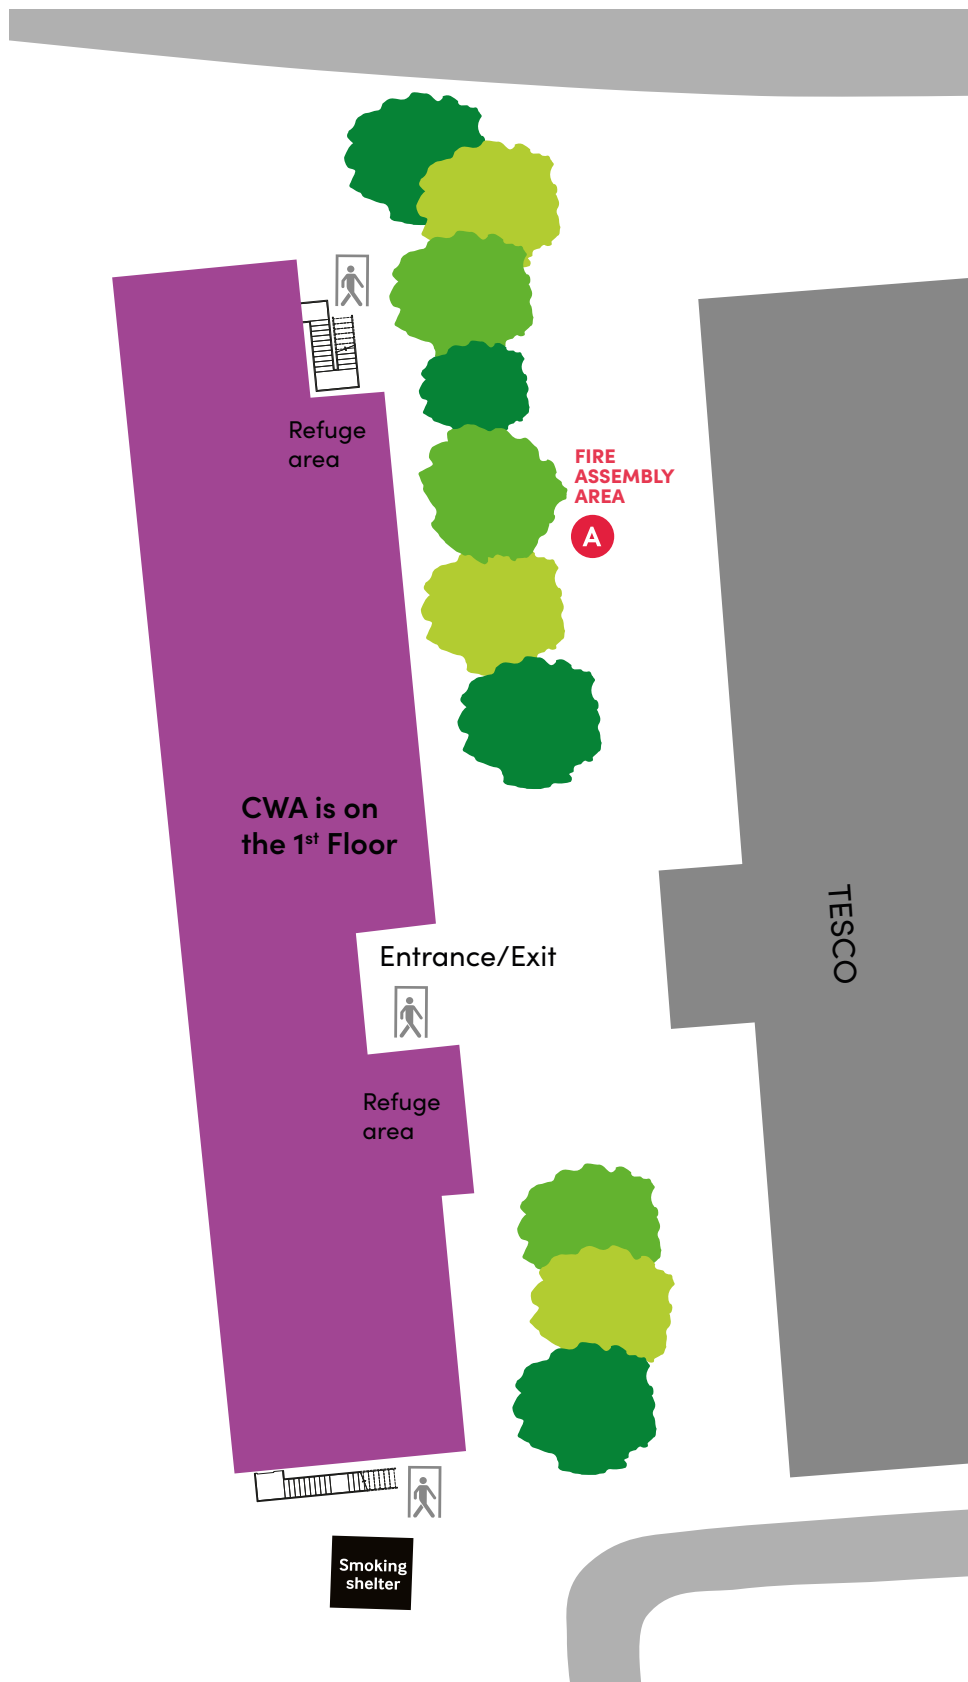 Refuge
area
FIRE
ASSEMBLY
AREA
A
CWA is on
the 1st Floor
TESCO
Entrance/Exit
Refuge
area
Smoking
shelter